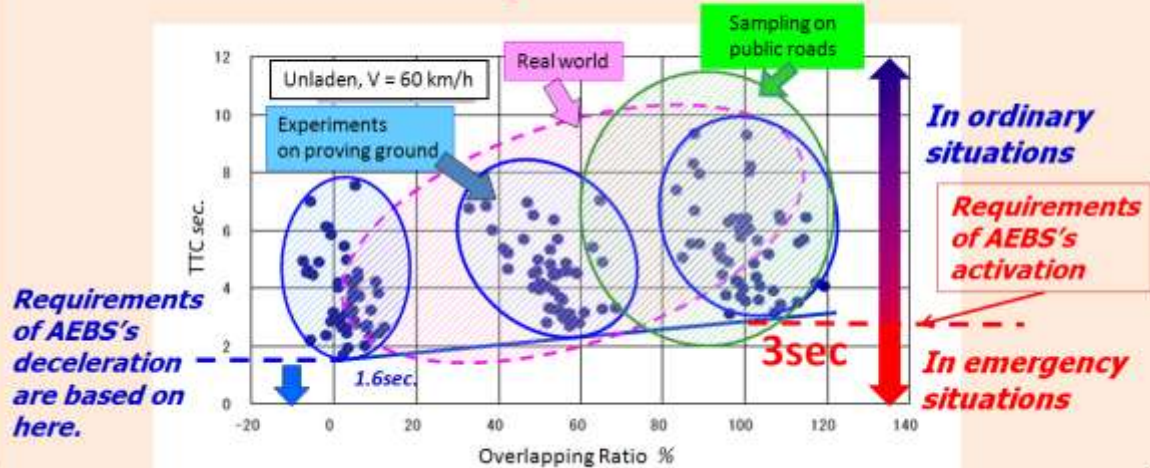 Sampling on
public roads
Real world
Unladen, V = 60 km/h
Experiments
on proving ground
In ordinary
situations
Requirements
of AEBS's
activation
Requirements
of AEBS's
deceleration
are based on
here.
3sec
1.6sec.
In emergency
situations
TTC sec.
12
10
8
6
4
2
0
-20
0
20
40
60
80
100
120
140
Overlapping Ratio %